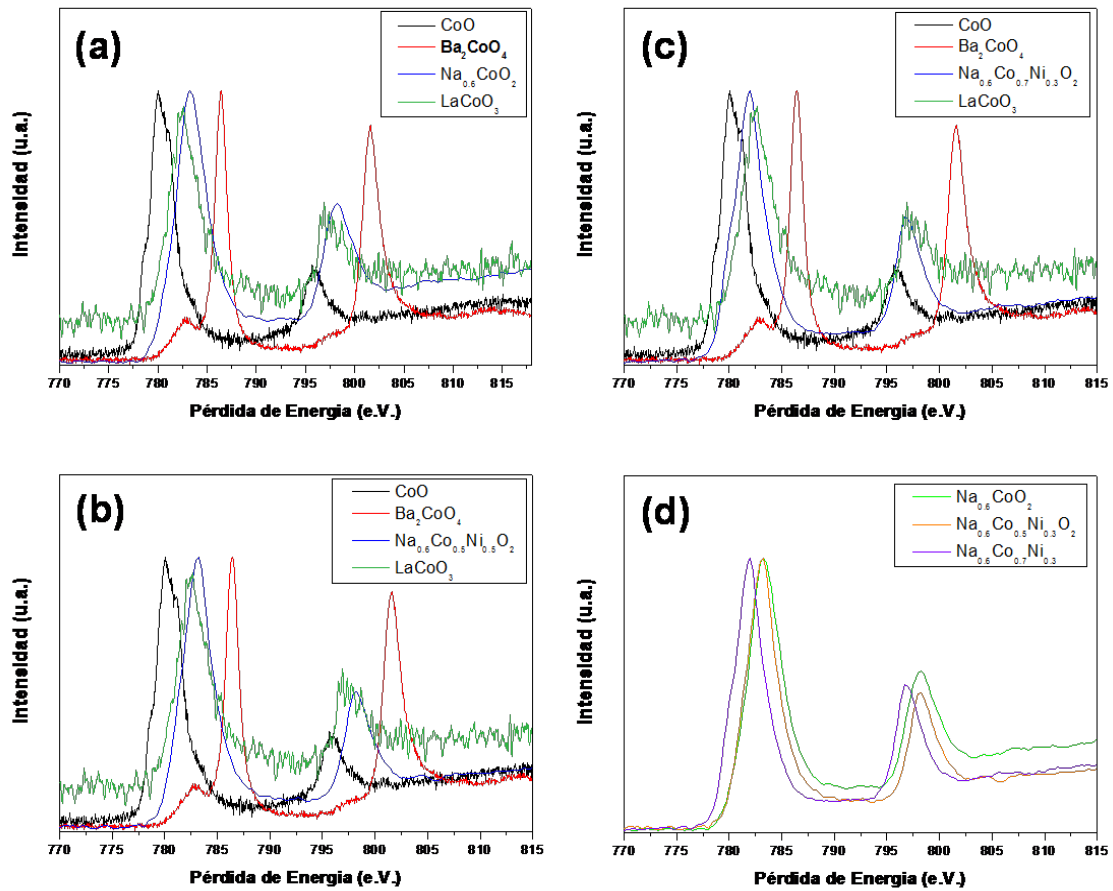 (a)
CoO
Ba₂CoO₄
Na₀.₆CoO₂
LaCoO₃
Intensidad (u.a.)
770 775 780 785 790 795 800 805 810 815
Pérdida de Energia (e.V.)
(c)
CoO
Ba₂CoO₄
Na₀.₆Co₀.₇Ni₀.₃O₂
LaCoO₃
Intensidad (u.a.)
770 775 780 785 790 795 800 805 810 815
Pérdida de Energia (e.V.)
(b)
CoO
Ba₂CoO₄
Na₀.₆Co₀.₅Ni₀.₅O₂
LaCoO₃
Intensidad (u.a.)
770 775 780 785 790 795 800 805 810 815
Pérdida de Energia (e.V.)
(d)
Na₀.₆CoO₂
Na₀.₆Co₀.₅Ni₀.₃O₂
Na₀.₆Co₀.₇Ni₀.₃
Intensidad (u.a.)
770 775 780 785 790 795 800 805 810 815
Pérdida de Energia (e.V.)